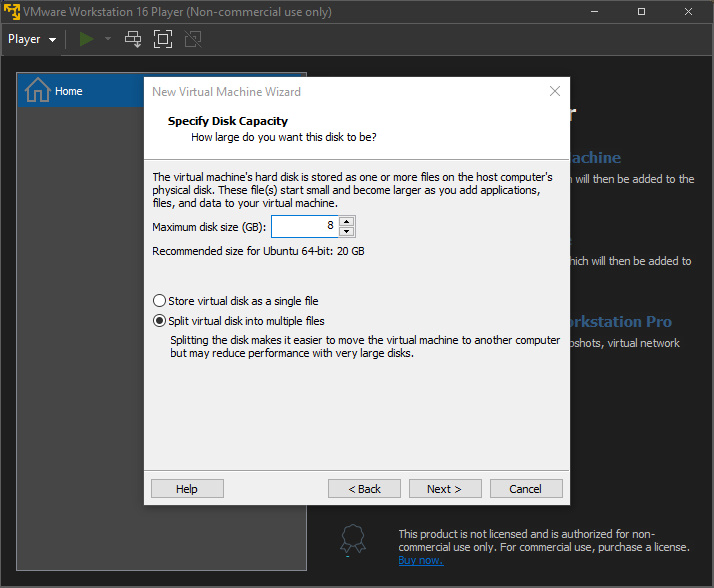 VMware Workstation 16 Player (Non-commercial use only)
Player
Home
New Virtual Machine Wizard
Specify Disk Capacity
How large do you want this disk to be?
The virtual machine's hard disk is stored as one or more files on the host computer's
physical disk. These file(s) start small and become larger as you add applications,
files, and data to your virtual machine.
Maximum disk size (GB): 8
Recommended size for Ubuntu 64-bit: 20 GB
Store virtual disk as a single file
Split virtual disk into multiple files
Splitting the disk makes it easier to move the virtual machine to another computer
but may reduce performance with very large disks.
Help
< Back
Next >
Cancel
r
achine
will then be added to the
hich will then be added to
rkstation Pro
pshots, virtual network
This product is not licensed and is authorized for non-
commercial use only. For commercial use, purchase a license.
Buy now.